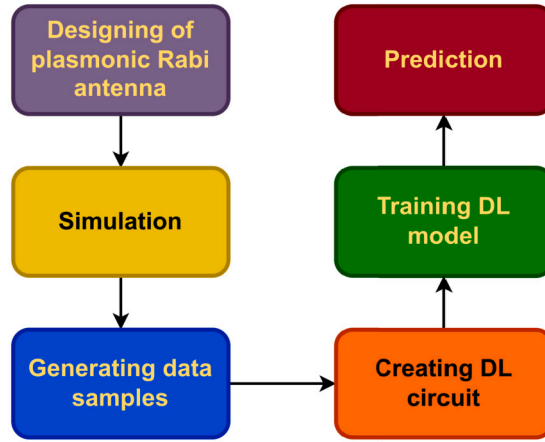 Designing of
plasmonic Rabi
antenna
Simulation
Generating data
samples
Creating DL
circuit
Training DL
model
Prediction